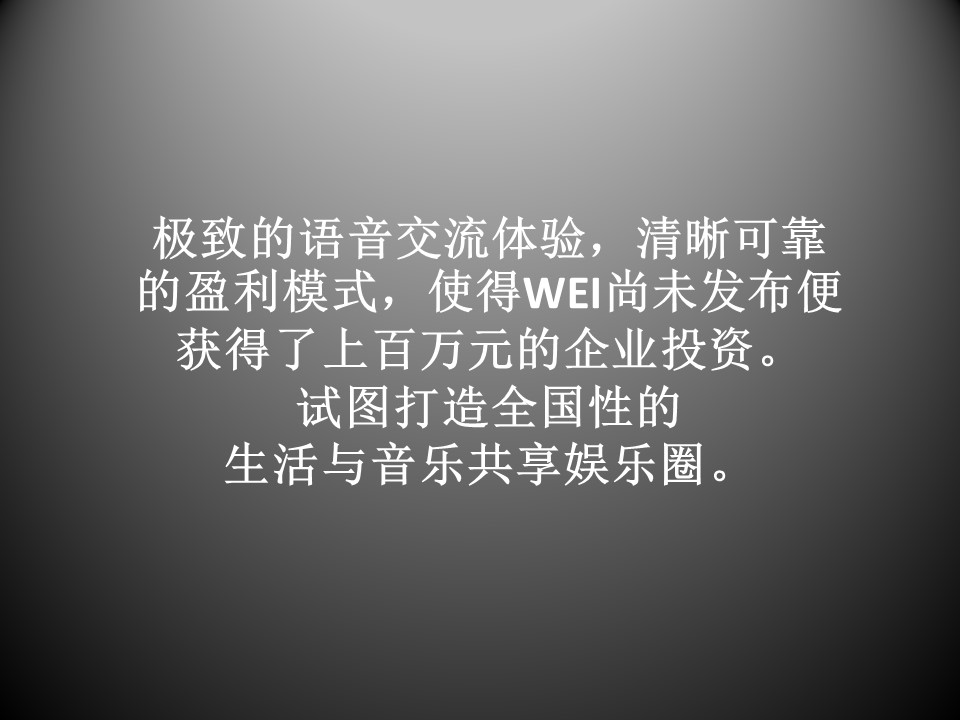 极致的语音交流体验，清晰可靠
的盈利模式，使得WEI尚未发布便
获得了上百万元的企业投资。
试图打造全国性的
生活与音乐共享娱乐圈。